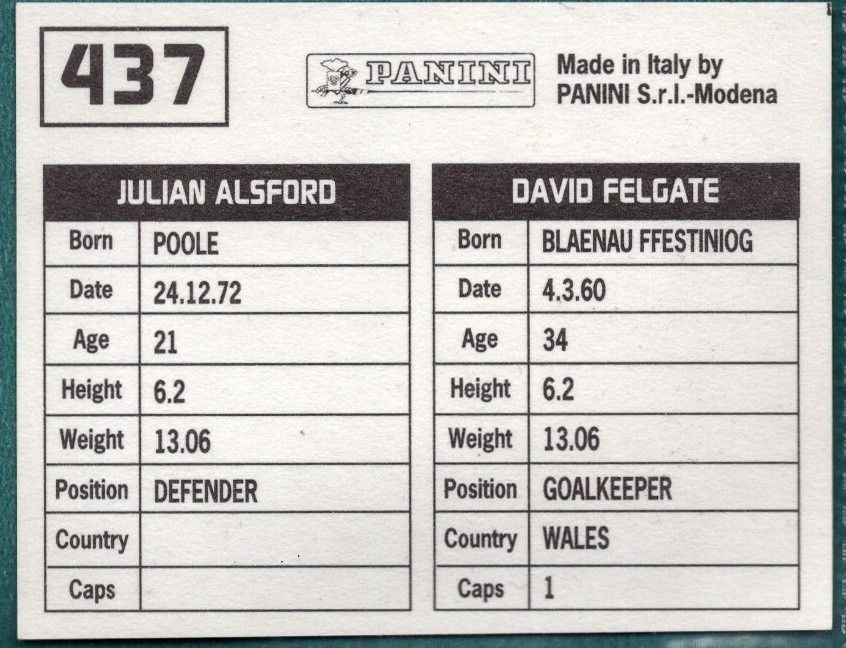 437
PANINI
Made in Italy by
PANINI S.r.l.-Modena
JULIAN ALSFORD
Born POOLE
Date 24.12.72
Age 21
Height 6.2
Weight 13.06
Position DEFENDER
Country
Caps
DAVID FELGATE
Born BLAENAU FFESTINIOG
Date 4.3.60
Age 34
Height 6.2
Weight 13.06
Position GOALKEEPER
Country WALES
Caps 1